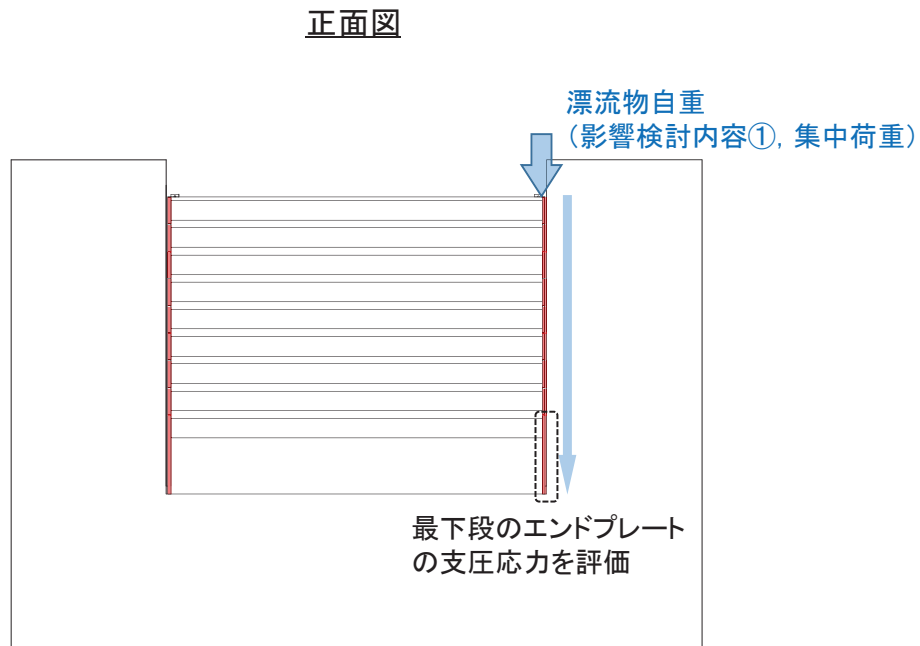 正面図
漂流物自重
（影響検討内容①，集中荷重）
最下段のエンドプレート
の支圧応力を評価